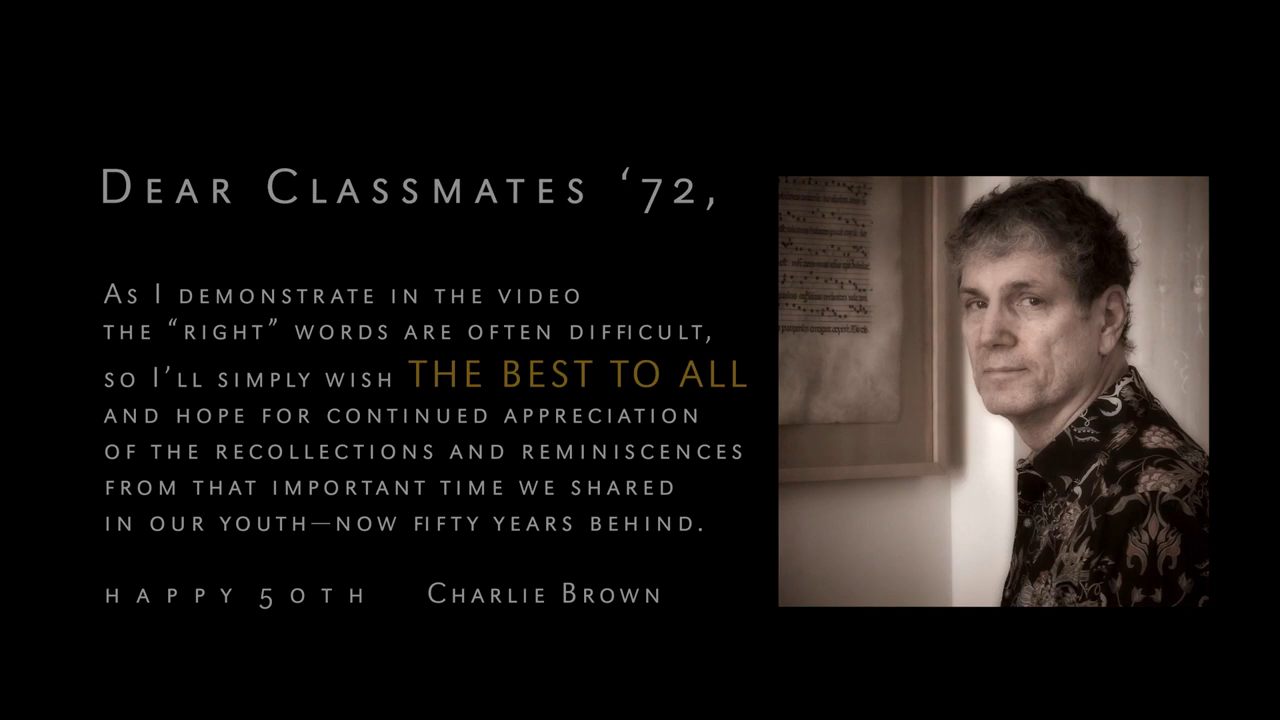 Dear Classmates ‘72,
As I demonstrate in the video
the “right” words are often difficult,
so I’ll simply wish THE BEST TO ALL
and hope for continued appreciation
of the recollections and reminiscences
from that important time we shared
in our youth—now fifty years behind.
happy 50th Charlie Brown